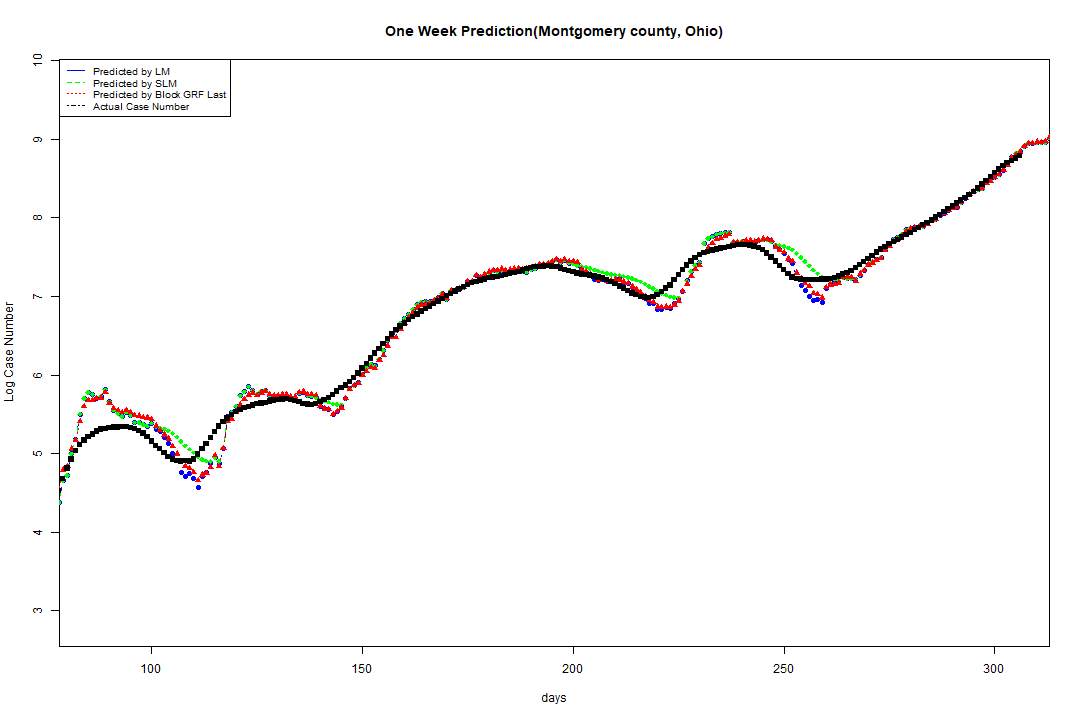 One Week Prediction(Montgomery county, Ohio)
Predicted by LM
Predicted by SLM
Predicted by Block GRF Last
Actual Case Number
10
9
8
7
6
5
4
3
Log Case Number
100 150 200 250 300
days